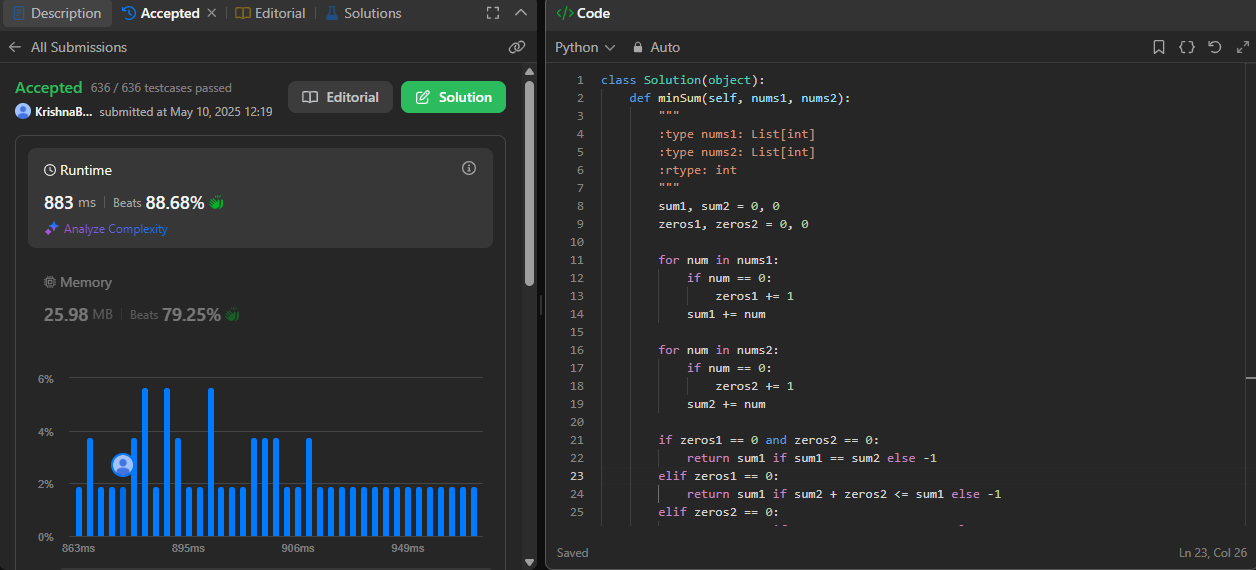 Description
Accepted
Editorial
Solutions
All Submissions
Accepted 636 / 636 testcases passed
KrishnaB... submitted at May 10, 2025 12:19
Editorial
Solution
Runtime
883 ms Beats 88.68%
Analyze Complexity
Memory
25.98 MB Beats 79.25%
6%
4%
2%
0%
863ms 895ms 906ms 949ms
</> Code
Python Auto
1 class Solution(object):
2 def minSum(self, nums1, nums2):
3 """
4 :type nums1: List[int]
5 :type nums2: List[int]
6 :rtype: int
7 """
8 sum1, sum2 = 0, 0
9 zeros1, zeros2 = 0, 0
10
11 for num in nums1:
12 if num == 0:
13 zeros1 += 1
14 sum1 += num
15
16 for num in nums2:
17 if num == 0:
18 zeros2 += 1
19 sum2 += num
20
21 if zeros1 == 0 and zeros2 == 0:
22 return sum1 if sum1 == sum2 else -1
23 elif zeros1 == 0:
24 return sum1 if sum2 + zeros2 <= sum1 else -1
25 elif zeros2 == 0:
Saved
Ln 23, Col 26